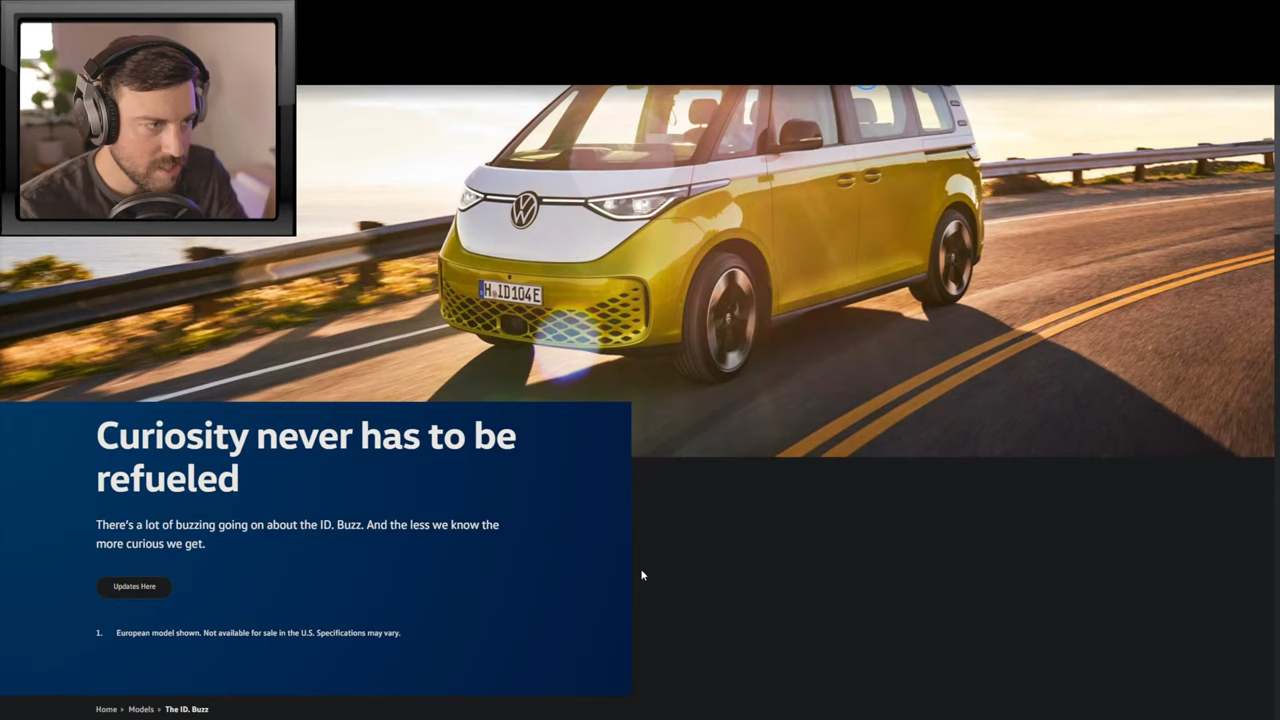 H ID104E
Curiosity never has to be
refueled
There's a lot of buzzing going on about the ID. Buzz. And the less we know the
more curious we get.
Updates Here
1. European model shown. Not available for sale in the U.S. Specifications may vary.
Home > Models > The ID. Buzz